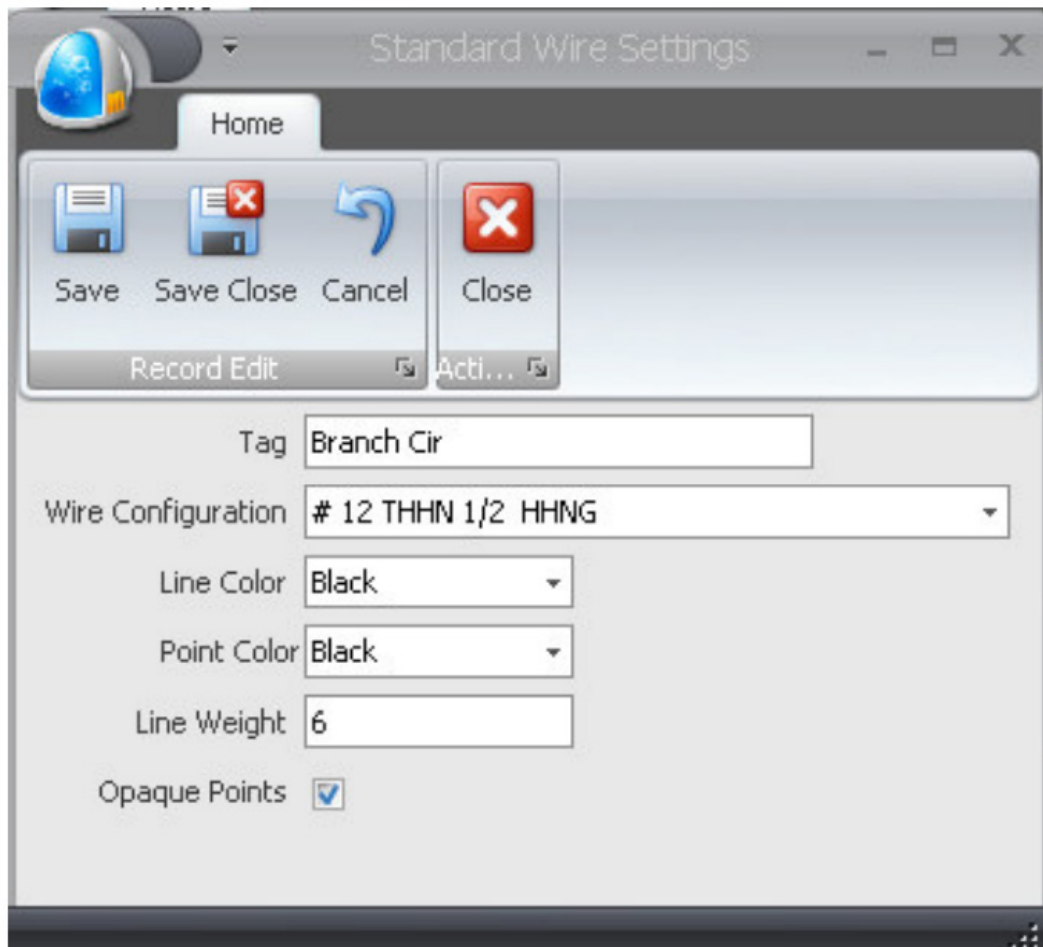 Standard Wire Settings
Home
Save Save Close Cancel Close
Record Edit Acti...
Tag Branch Cir
Wire Configuration # 12 THHN 1/2 HHNG
Line Color Black
Point Color Black
Line Weight 6
Opaque Points